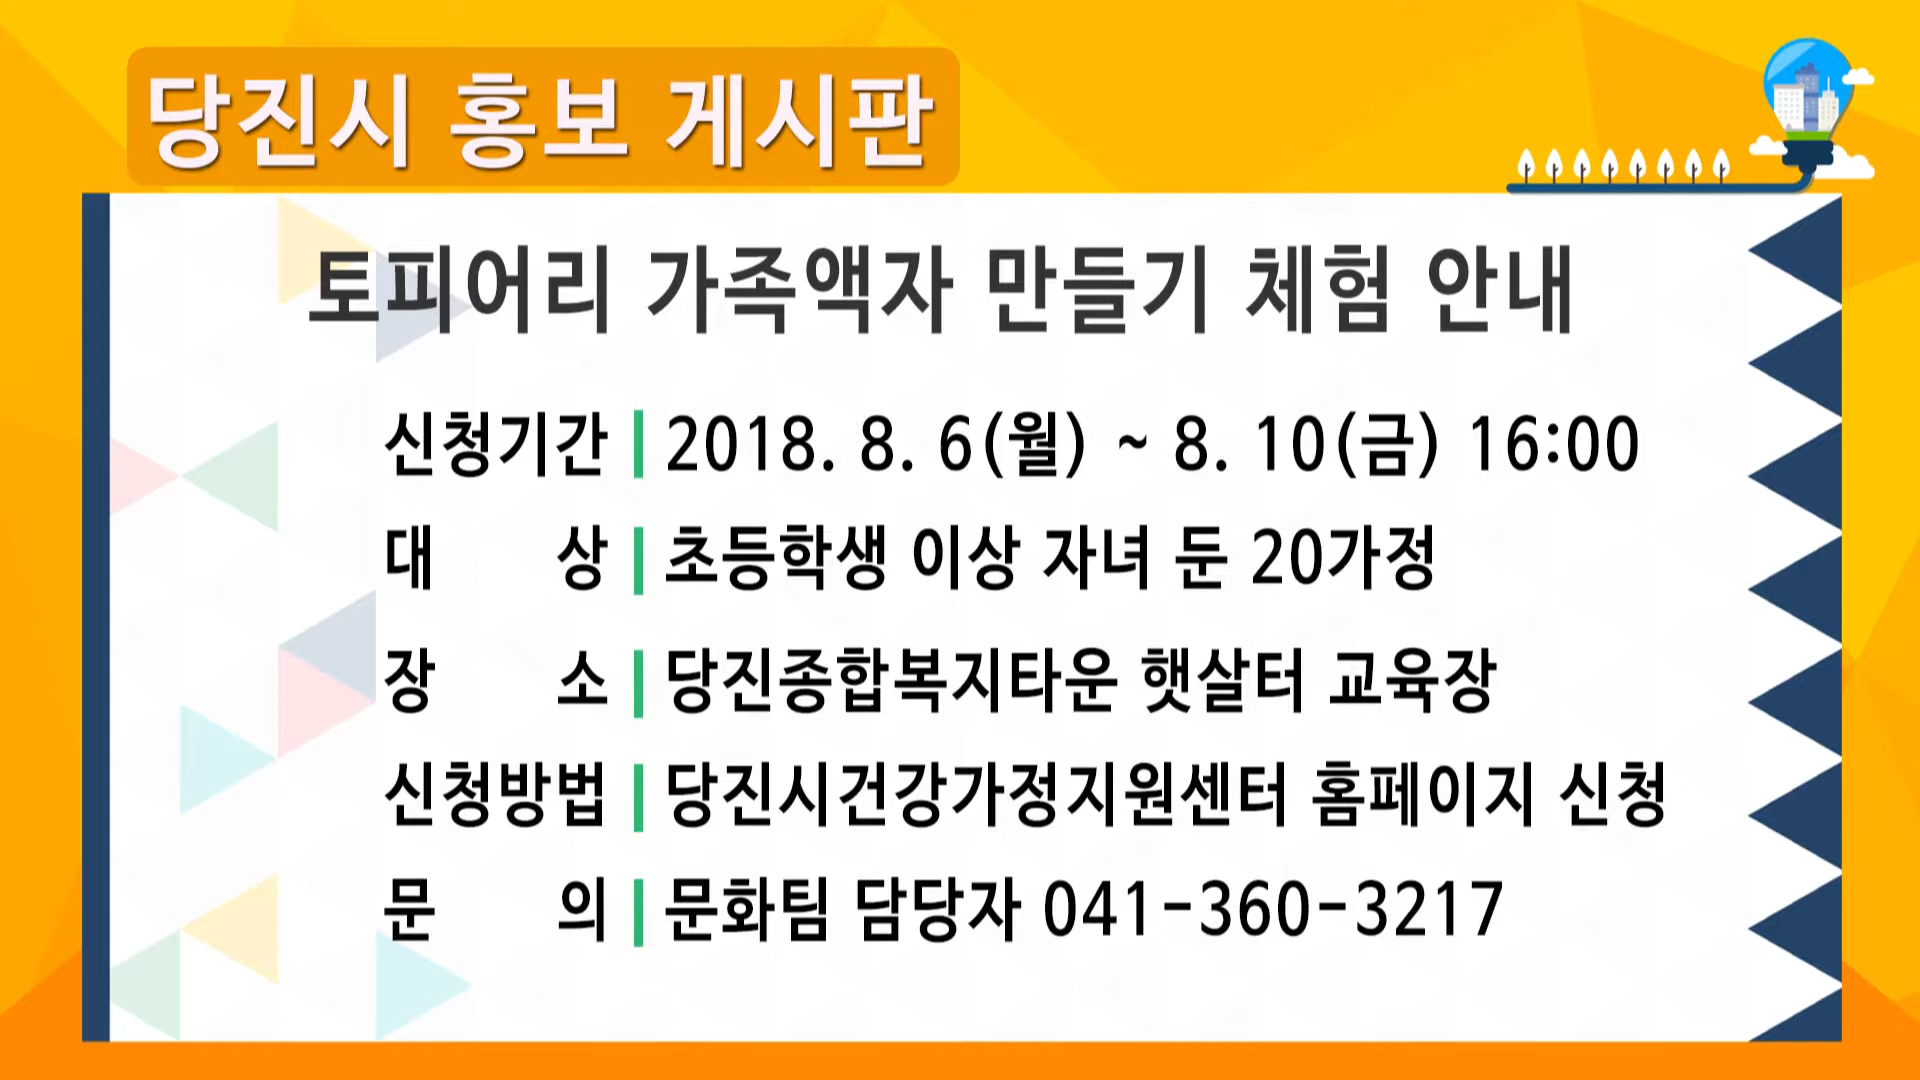 당진시 홍보 게시판
토피어리 가족액자 만들기 체험 안내
신청기간 2018. 8. 6(월) ~ 8. 10(금) 16:00
대 상 초등학생 이상 자녀 둔 20가정
장 소 당진종합복지타운 햇살터 교육장
신청방법 당진시건강가정지원센터 홈페이지 신청
문 의 문화팀 담당자 041-360-3217